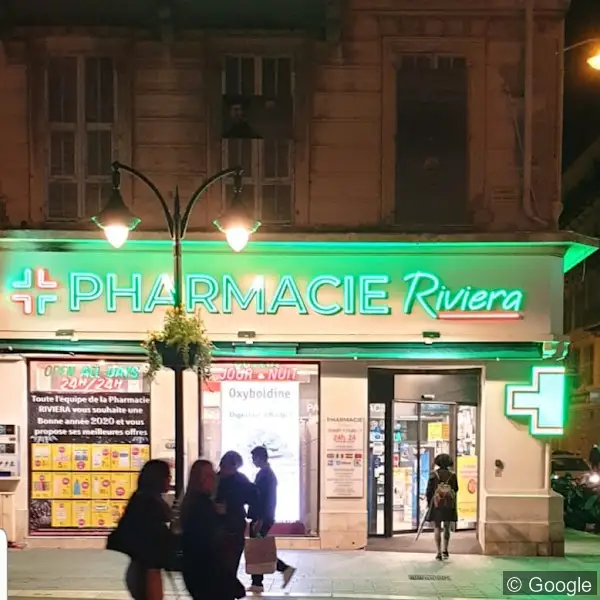 PHARMACIE Riviera
OPEN ALL DAYS
24H/24H
Toute l'équipe de la Pharmacie
RIVIERA vous souhaite une
Bonne année 2020 et vous
propose ses meilleures offres
JOUR & NUIT
Oxyboldine
PHARMACIE
24h/24
© Google